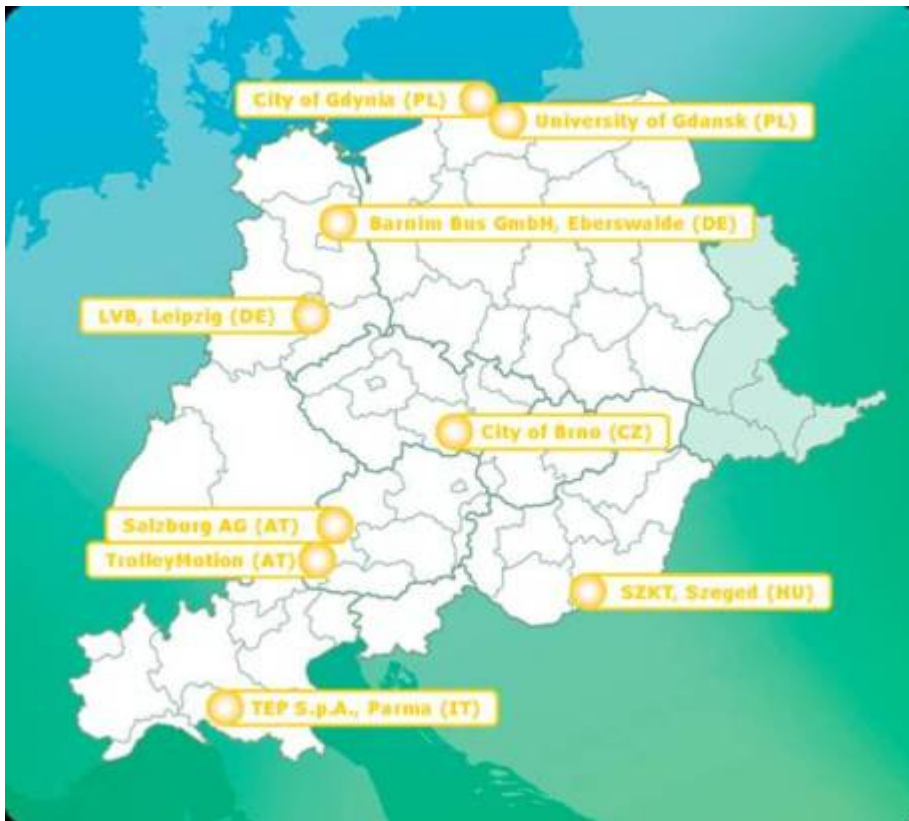 City of Gdynia (PL)
University of Gdansk (PL)
Barnim Bus GmbH, Eberswalde (DE)
LVB, Leipzig (DE)
City of Brno (CZ)
Salzburg AG (AT)
TrolleyMotion (AT)
SZKT, Szeged (HU)
TEP S.p.A., Parma (IT)